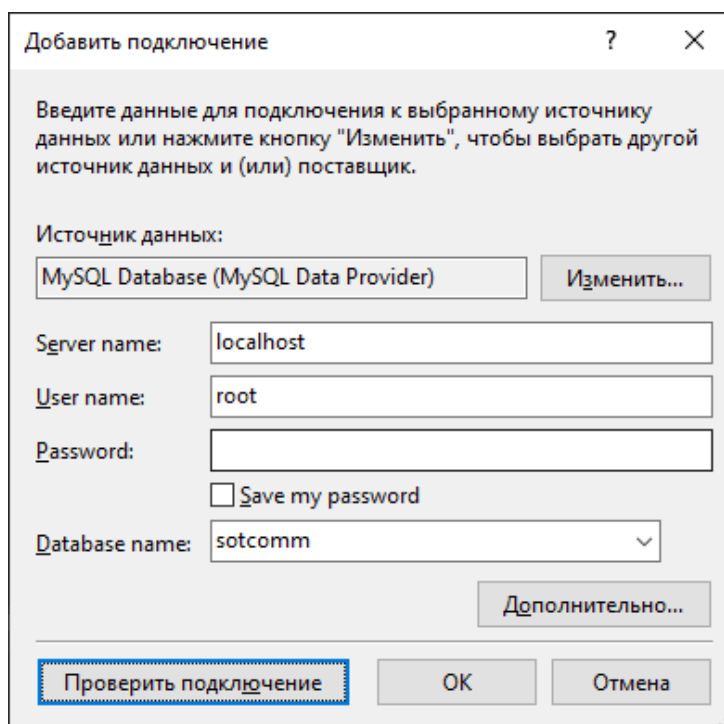 Добавить подключение
?
Введите данные для подключения к выбранному источнику
данных или нажмите кнопку "Изменить", чтобы выбрать другой
источник данных и (или) поставщик.
Источник данных:
MySQL Database (MySQL Data Provider)
Изменить...
Server name:
localhost
User name:
root
Password:
Save my password
Database name:
sotcomm
Дополнительно...
Проверить подключение
OK
Отмена